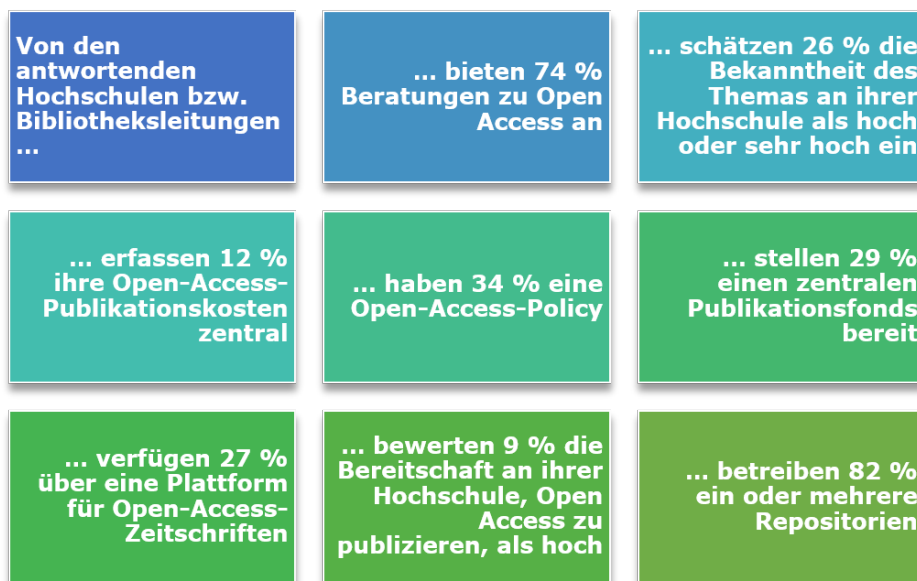 Von den
antwortenden
Hochschulen bzw.
Bibliotheksleitungen
...
... bieten 74 %
Beratungen zu Open
Access an
... schätzen 26 % die
Bekanntheit des
Themas an ihrer
Hochschule als hoch
oder sehr hoch ein
... erfassen 12 %
ihre Open-Access-
Publikationskosten
zentral
... haben 34 % eine
Open-Access-Policy
... stellen 29 %
einen zentralen
Publikationsfonds
bereit
... verfügen 27 %
über eine Plattform
für Open-Access-
Zeitschriften
... bewerten 9 % die
Bereitschaft an ihrer
Hochschule, Open
Access zu
publizieren, als hoch
... betreiben 82 %
ein oder mehrere
Repositorien